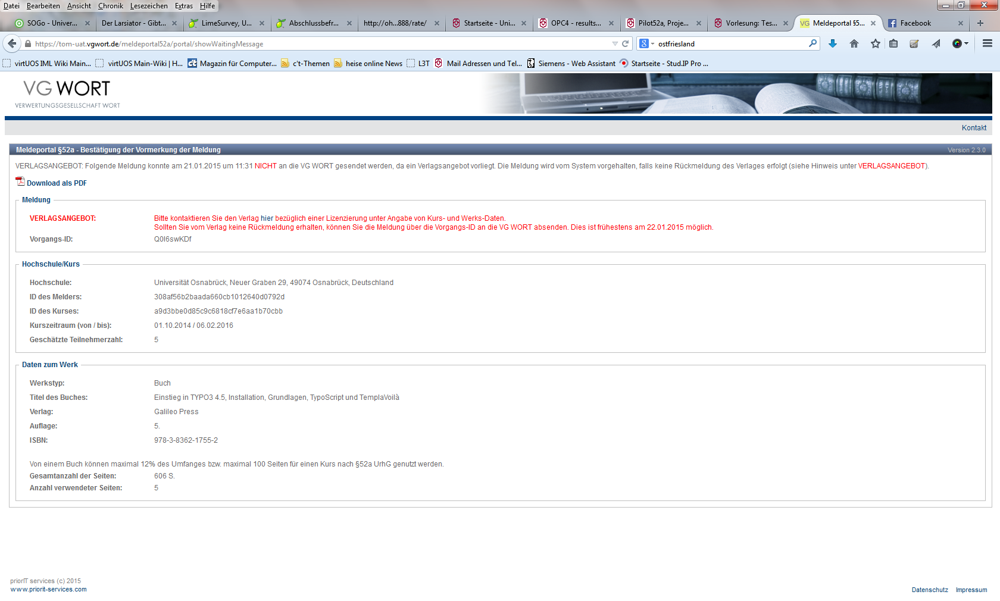 Datei Bearbeiten Ansicht Chronik Lesezeichen Extras Hilfe
SOGo - Univer... Der Larsiator - Gibt... LimeSurvey, U... Abschlussbefr... http://oh...888/rate/ Startseite - Uni... OPC4 - results... Pilot52a, Proje... Vorlesung: Tes... VG Meldeportal §5... Facebook
https://tom-uat.vgwort.de/meldeportal52a/portal/showWaitingMessage ostfriesland
virtUOS IML Wiki Main... virtUOS Main-Wiki | H... c't Magazin für Computer... c't-Themen heise online News L3T Mail Adressen und Tel... Siemens - Web Assistant Startseite - Stud.IP Pro ...
VG WORT
VERWERTUNGSGESELLSCHAFT WORT
Kontakt
Meldeportal §52a - Bestätigung der Vormerkung der Meldung Version 2.3.0
VERLAGSANGEBOT: Folgende Meldung konnte am 21.01.2015 um 11:31 NICHT an die VG WORT gesendet werden, da ein Verlagsangebot vorliegt. Die Meldung wird vom System vorgehalten, falls keine Rückmeldung des Verlages erfolgt (siehe Hinweis unter VERLAGSANGEBOT).
Download als PDF
Meldung
VERLAGSANGEBOT: Bitte kontaktieren Sie den Verlag hier bezüglich einer Lizenzierung unter Angabe von Kurs- und Werks-Daten.
Sollten Sie vom Verlag keine Rückmeldung erhalten, können Sie die Meldung über die Vorgangs-ID an die VG WORT absenden. Dies ist frühestens am 22.01.2015 möglich.
Vorgangs-ID: Q0I6swKDf
Hochschule/Kurs
Hochschule: Universität Osnabrück, Neuer Graben 29, 49074 Osnabrück, Deutschland
ID des Melders: 308af56b2baada660cb1012640d0792d
ID des Kurses: a9d3bbe0d85c9c6818cf7e6aa1b70cbb
Kurszeitraum (von / bis): 01.10.2014 / 06.02.2016
Geschätzte Teilnehmerzahl: 5
Daten zum Werk
Werkstyp: Buch
Titel des Buches: Einstieg in TYPO3 4.5, Installation, Grundlagen, TypoScript und TemplaVoilà
Verlag: Galileo Press
Auflage: 5.
ISBN: 978-3-8362-1755-2
Von einem Buch können maximal 12% des Umfanges bzw. maximal 100 Seiten für einen Kurs nach §52a UrhG genutzt werden.
Gesamtanzahl der Seiten: 606 S.
Anzahl verwendeter Seiten: 5
priorIT services (c) 2015
www.priorit-services.com
Datenschutz Impressum